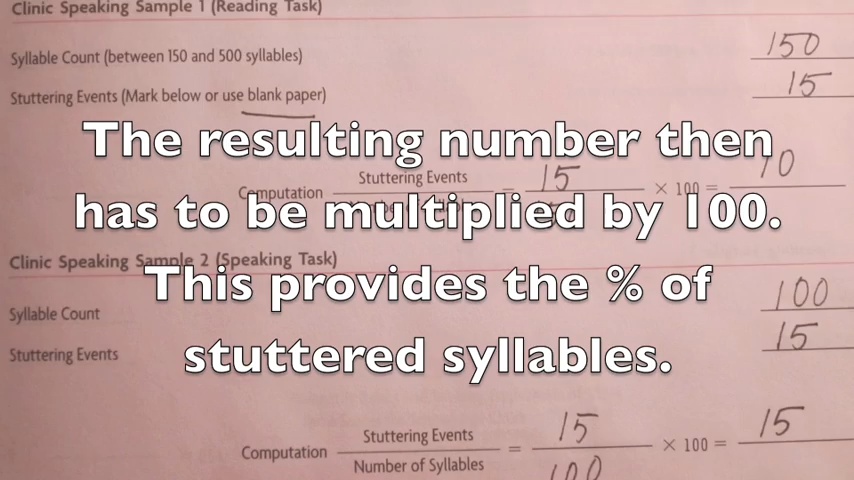 Clinic Speaking Sample 1 (Reading Task)
Syllable Count (between 150 and 500 syllables) 150
Stuttering Events (Mark below or use blank paper) 15
The resulting number then
Computation Stuttering Events = 15 × 100 = 10
has to be multiplied by 100.
Clinic Speaking Sample 2 (Speaking Task)
This provides the % of
Syllable Count 100
Stuttering Events 15
stuttered syllables.
Computation Stuttering Events = 15 × 100 = 15
Number of Syllables 100